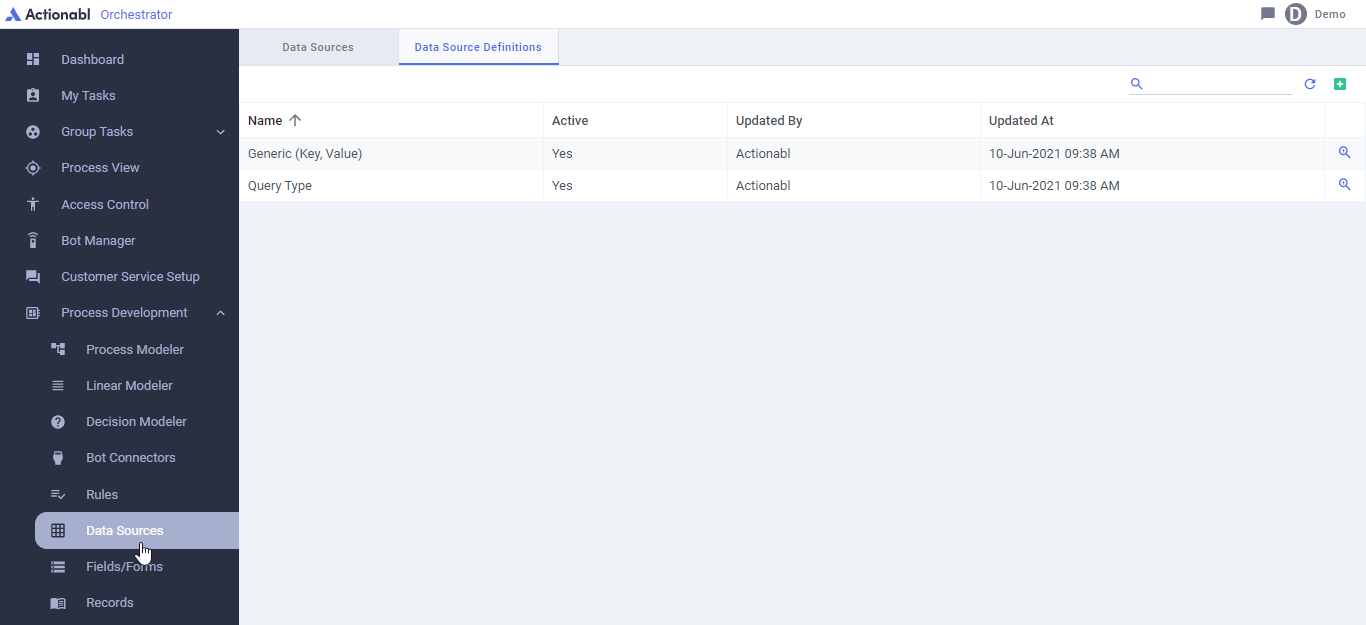 Actionabl Orchestrator
D Demo
Dashboard
My Tasks
Group Tasks
Process View
Access Control
Bot Manager
Customer Service Setup
Process Development
Process Modeler
Linear Modeler
Decision Modeler
Bot Connectors
Rules
Data Sources
Fields/Forms
Records
Data Sources Data Source Definitions
Name Active Updated By Updated At
Generic (Key, Value) Yes Actionabl 10-Jun-2021 09:38 AM
Query Type Yes Actionabl 10-Jun-2021 09:38 AM